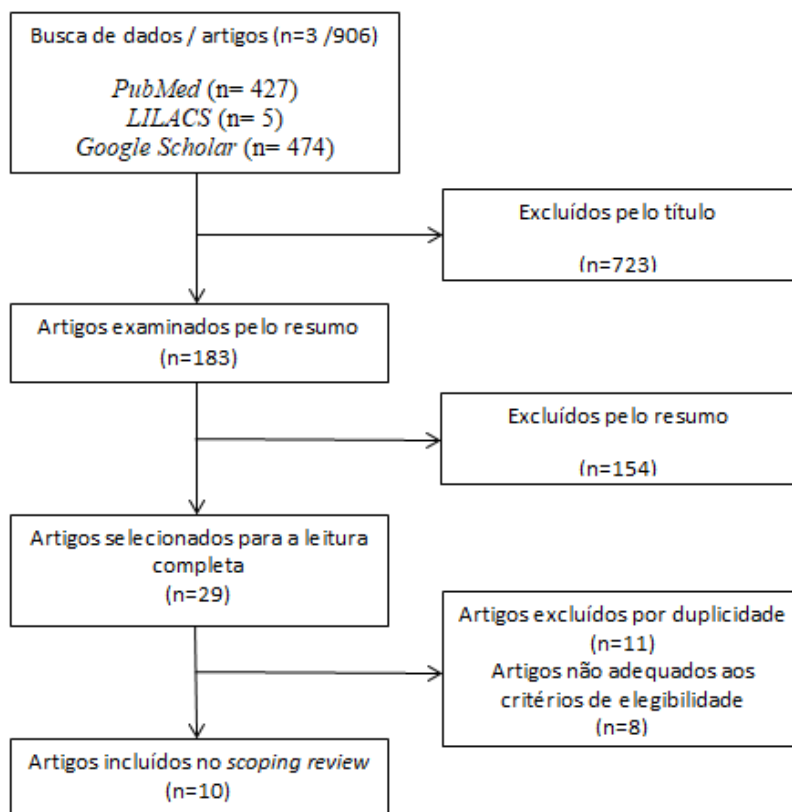 Busca de dados / artigos (n=3 /906)
PubMed (n= 427)
LILACS (n= 5)
Google Scholar (n= 474)
Excluídos pelo título
(n=723)
Artigos examinados pelo resumo
(n=183)
Excluídos pelo resumo
(n=154)
Artigos selecionados para a leitura
completa
(n=29)
Artigos excluídos por duplicidade
(n=11)
Artigos não adequados aos
critérios de elegibilidade
(n=8)
Artigos incluídos no scoping review
(n=10)